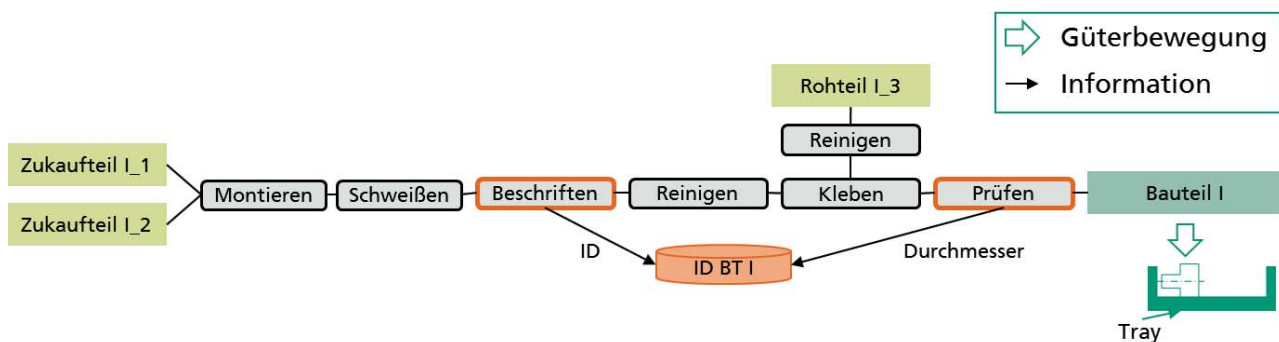 Güterbewegung
Information
Rohteil I_3
Reinigen
Zukaufteil I_1
Zukaufteil I_2
Montieren
Schweißen
Beschriften
Reinigen
Kleben
Prüfen
Bauteil I
ID
ID BT I
Durchmesser
Tray